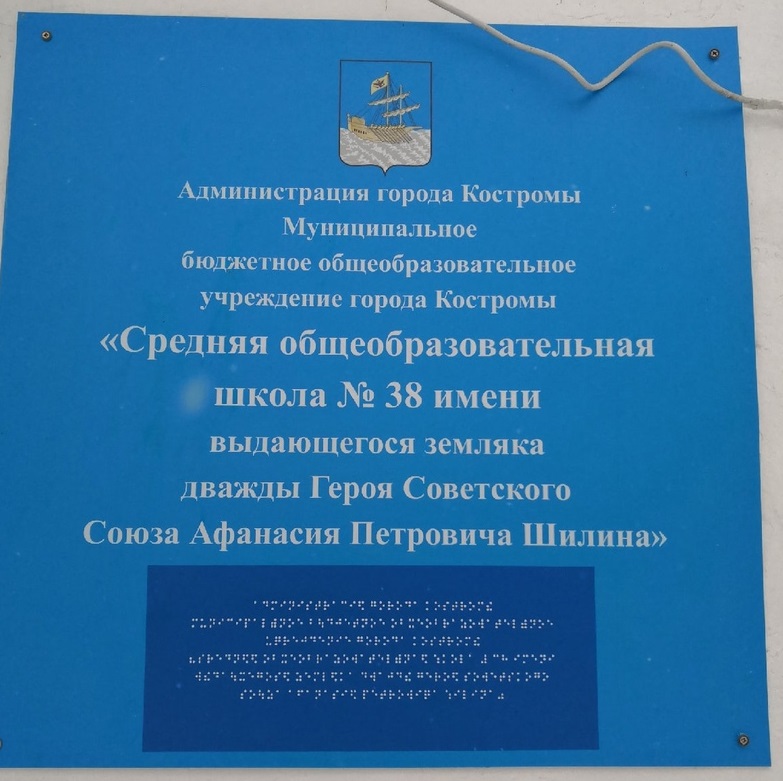 Администрация города Костромы
Муниципальное
бюджетное общеобразовательное
учреждение города Костромы
«Средняя общеобразовательная
школа № 38 имени
выдающегося земляка
дважды Героя Советского
Союза Афанасия Петровича Шилина»